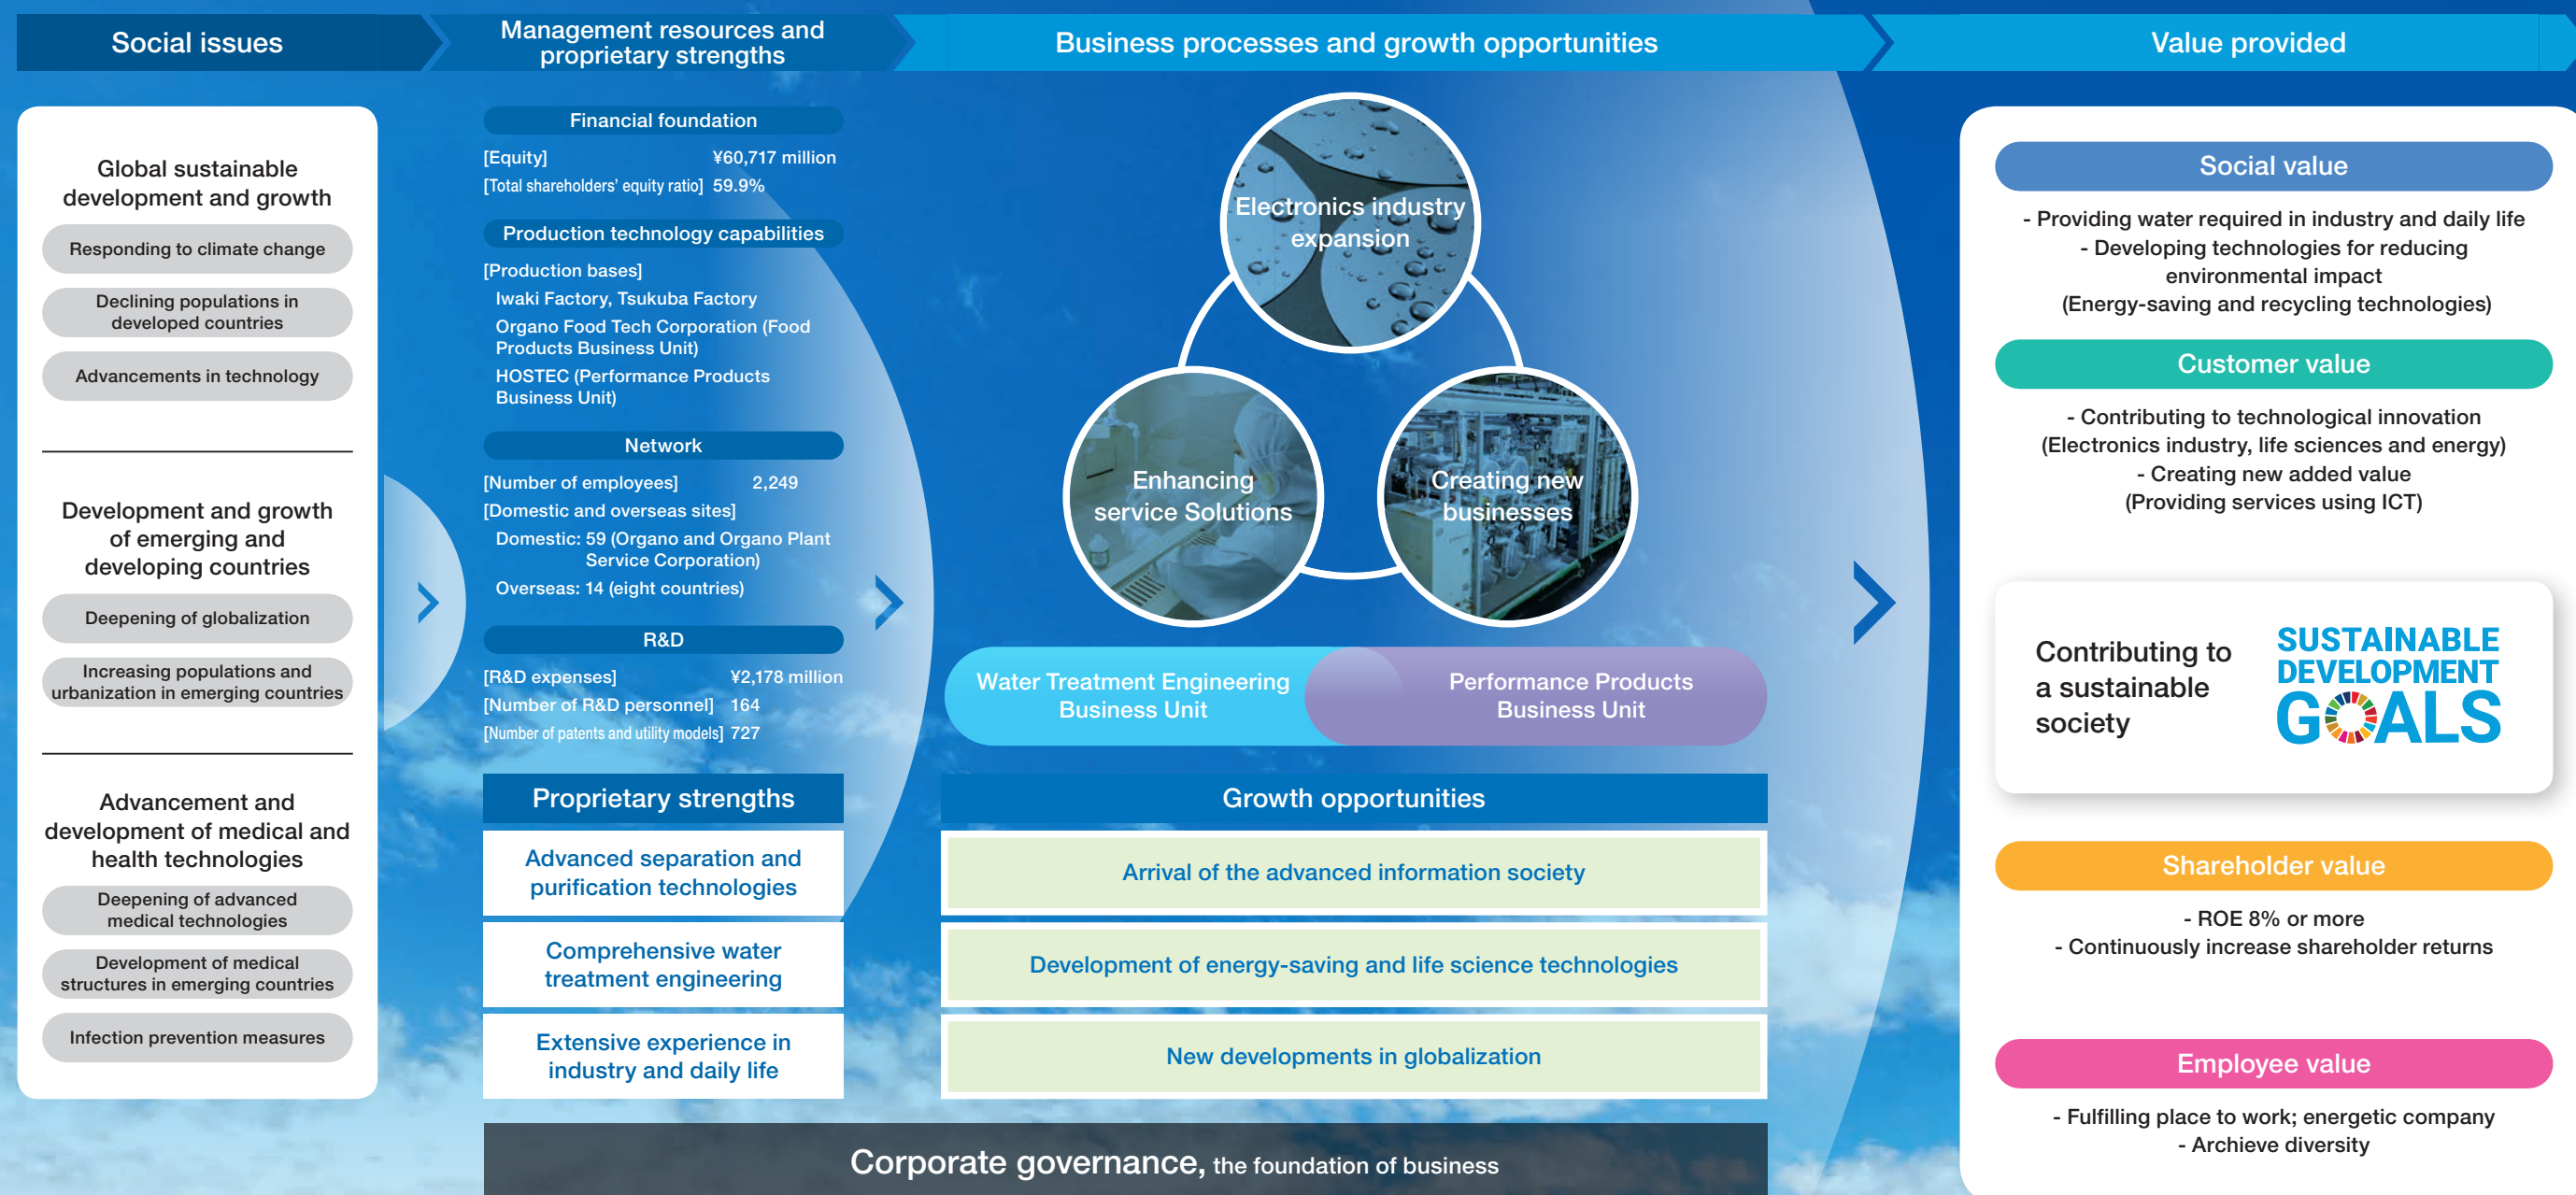 Social issues
Management resources and
proprietary strengths
Business processes and growth opportunities
Value provided
Global sustainable
development and growth
Responding to climate change
Declining populations in
developed countries
Advancements in technology
Development and growth
of emerging and
developing countries
Deepening of globalization
Increasing populations and
urbanization in emerging countries
Advancement and
development of medical and
health technologies
Deepening of advanced
medical technologies
Development of medical
structures in emerging countries
Infection prevention measures
Financial foundation
[Equity] ¥60,717 million
[Total shareholders' equity ratio] 59.9%
Production technology capabilities
[Production bases]
Iwaki Factory, Tsukuba Factory
Organo Food Tech Corporation (Food
Products Business Unit)
HOSTEC (Performance Products
Business Unit)
Network
[Number of employees] 2,249
[Domestic and overseas sites]
Domestic: 59 (Organo and Organo Plant
Service Corporation)
Overseas: 14 (eight countries)
R&D
[R&D expenses] ¥2,178 million
[Number of R&D personnel] 164
[Number of patents and utility models] 727
Proprietary strengths
Advanced separation and
purification technologies
Comprehensive water
treatment engineering
Extensive experience in
industry and daily life
Electronics industry
expansion
Enhancing
service Solutions
Creating new
businesses
Water Treatment Engineering
Business Unit
Performance Products
Business Unit
Growth opportunities
Arrival of the advanced information society
Development of energy-saving and life science technologies
New developments in globalization
Corporate governance, the foundation of business
Social value
- Providing water required in industry and daily life
- Developing technologies for reducing
environmental impact
(Energy-saving and recycling technologies)
Customer value
- Contributing to technological innovation
(Electronics industry, life sciences and energy)
- Creating new added value
(Providing services using ICT)
Contributing to
a sustainable
society
SUSTAINABLE
DEVELOPMENT
GOALS
Shareholder value
- ROE 8% or more
- Continuously increase shareholder returns
Employee value
- Fulfilling place to work; energetic company
- Archieve diversity